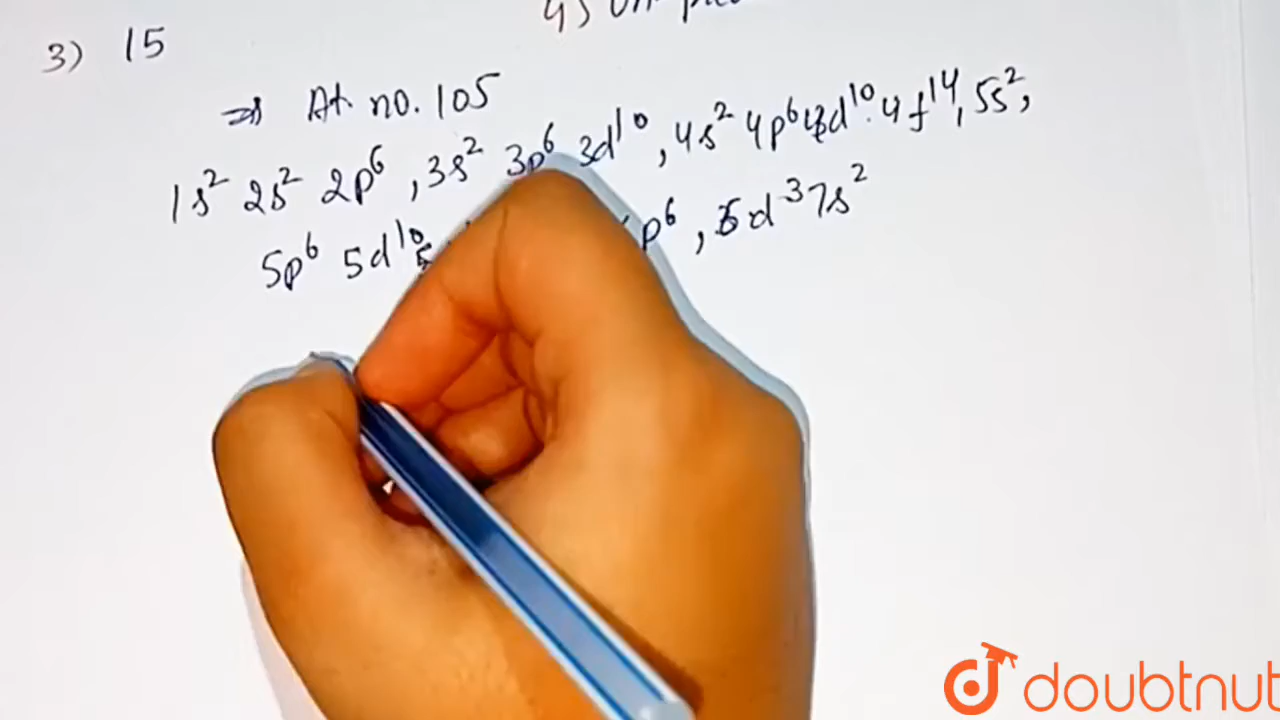 3) 15
⇒ At. no. 105
1s² 2s² 2p⁶, 3s² 3p⁶ 3d¹⁰, 4s² 4p⁶ 4d¹⁰ 4f¹⁴, 5s²,
5p⁶ 5d¹⁰ 5 p⁶, 6d³ 7s²
doubtnut